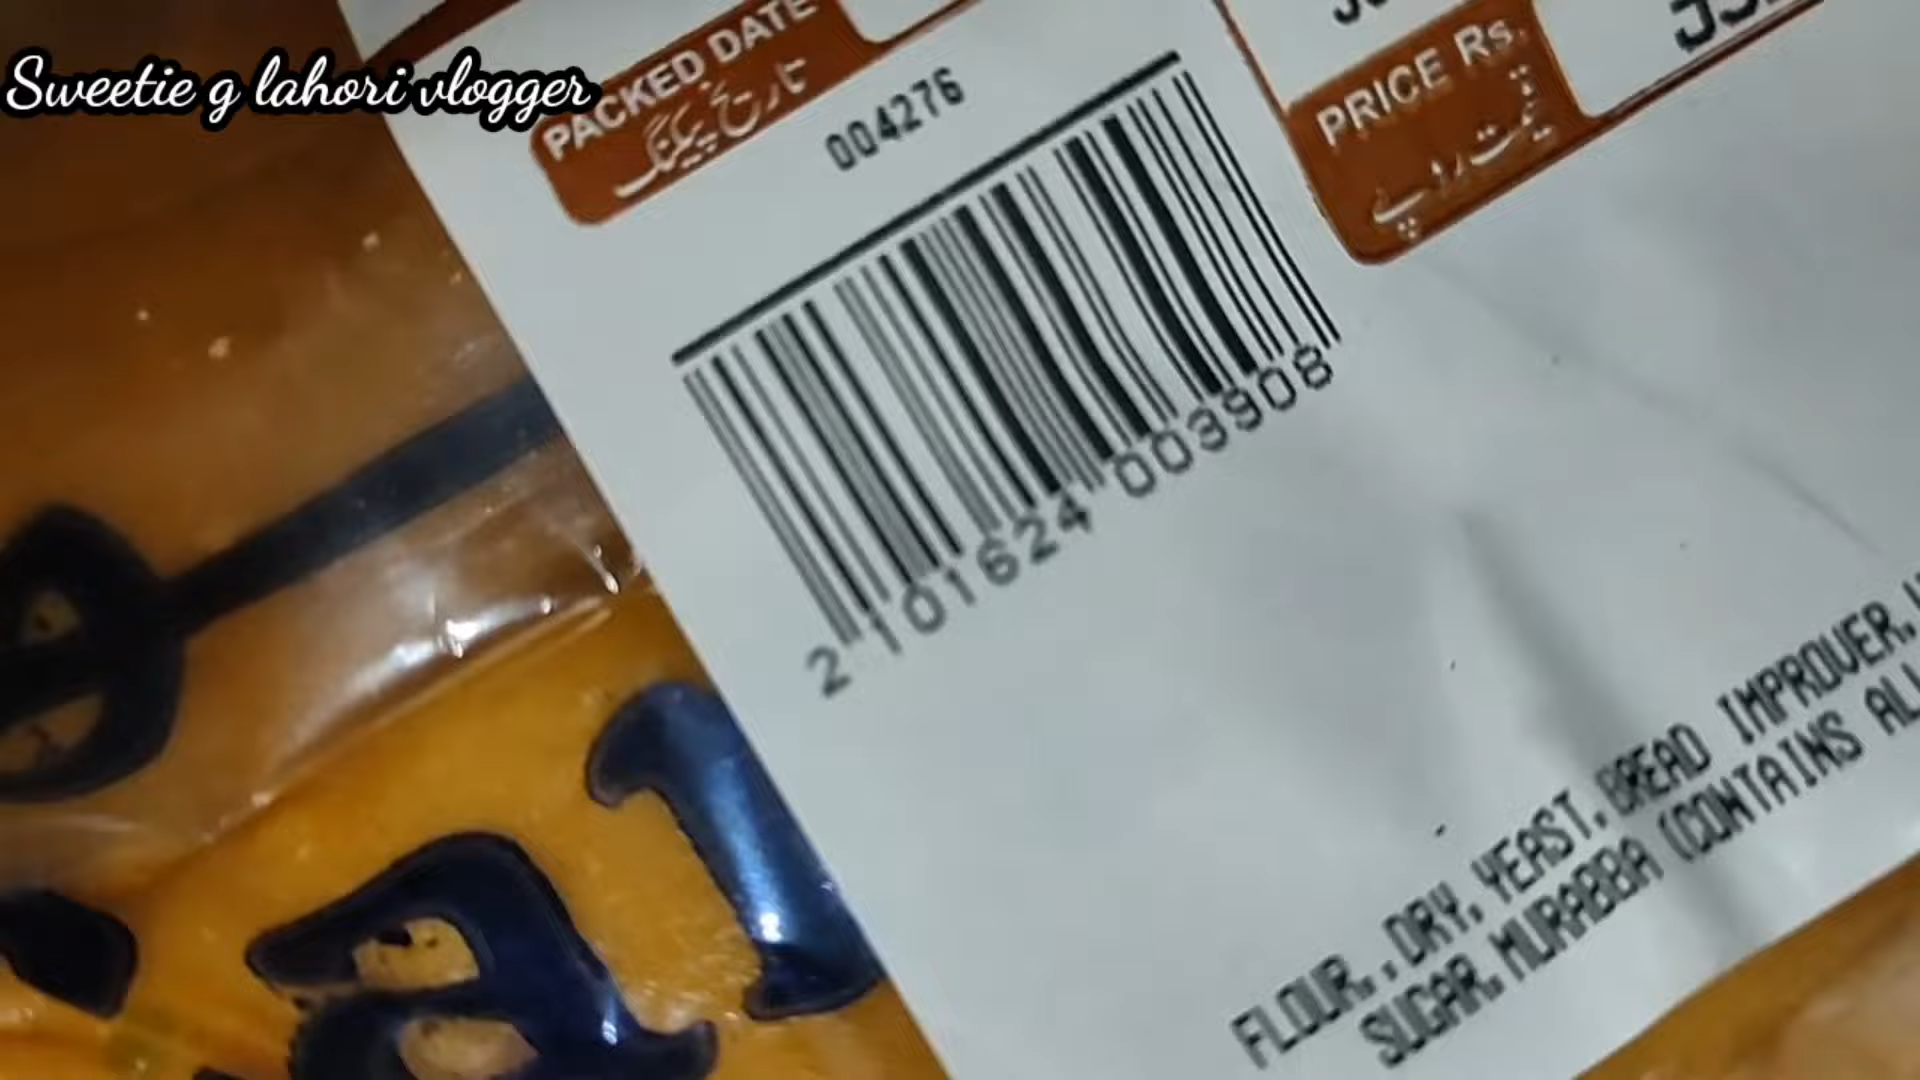 Sweetie g lahori vlogger
PACKED DATE
تاریخ پیکنگ
004276
PRICE Rs.
قیمت روپے
2 101624 003908
FLOUR, .DRY, YEAST, BREAD IMPROVER,
SUGAR, MURABBA (CONTAINS
al